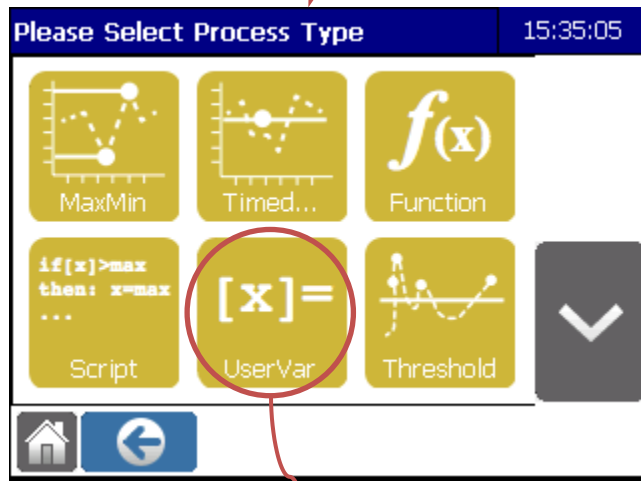 Please Select Process Type
15:35:05
MaxMin
Timed...
f(x)
Function
if[x]>max
then: x=max
...
Script
[x]=
UserVar
Threshold